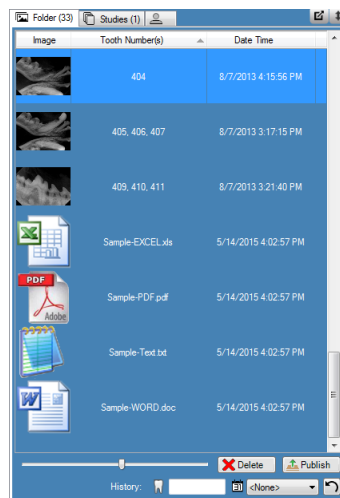 Folder (33) Studies (1)
Image Tooth Number(s) Date Time
404 8/7/2013 4:15:56 PM
405, 406, 407 8/7/2013 3:17:15 PM
409, 410, 411 8/7/2013 3:21:40 PM
Sample-EXCEL.xls 5/14/2015 4:02:57 PM
PDF
Adobe
Sample-PDF.pdf 5/14/2015 4:02:57 PM
Sample-Text.txt 5/14/2015 4:02:57 PM
W
Sample-WORD.doc 5/14/2015 4:02:57 PM
Delete Publish
History: <None>